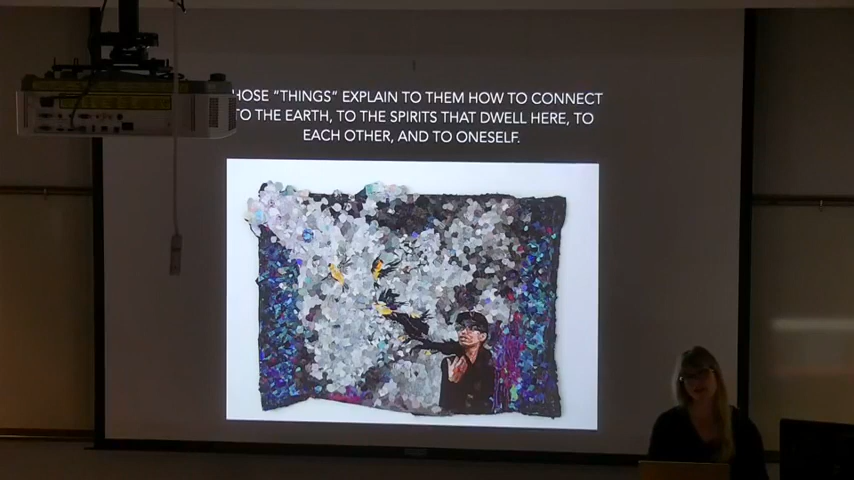 HOSE "THINGS" EXPLAIN TO THEM HOW TO CONNECT
TO THE EARTH, TO THE SPIRITS THAT DWELL HERE, TO
EACH OTHER, AND TO ONESELF.